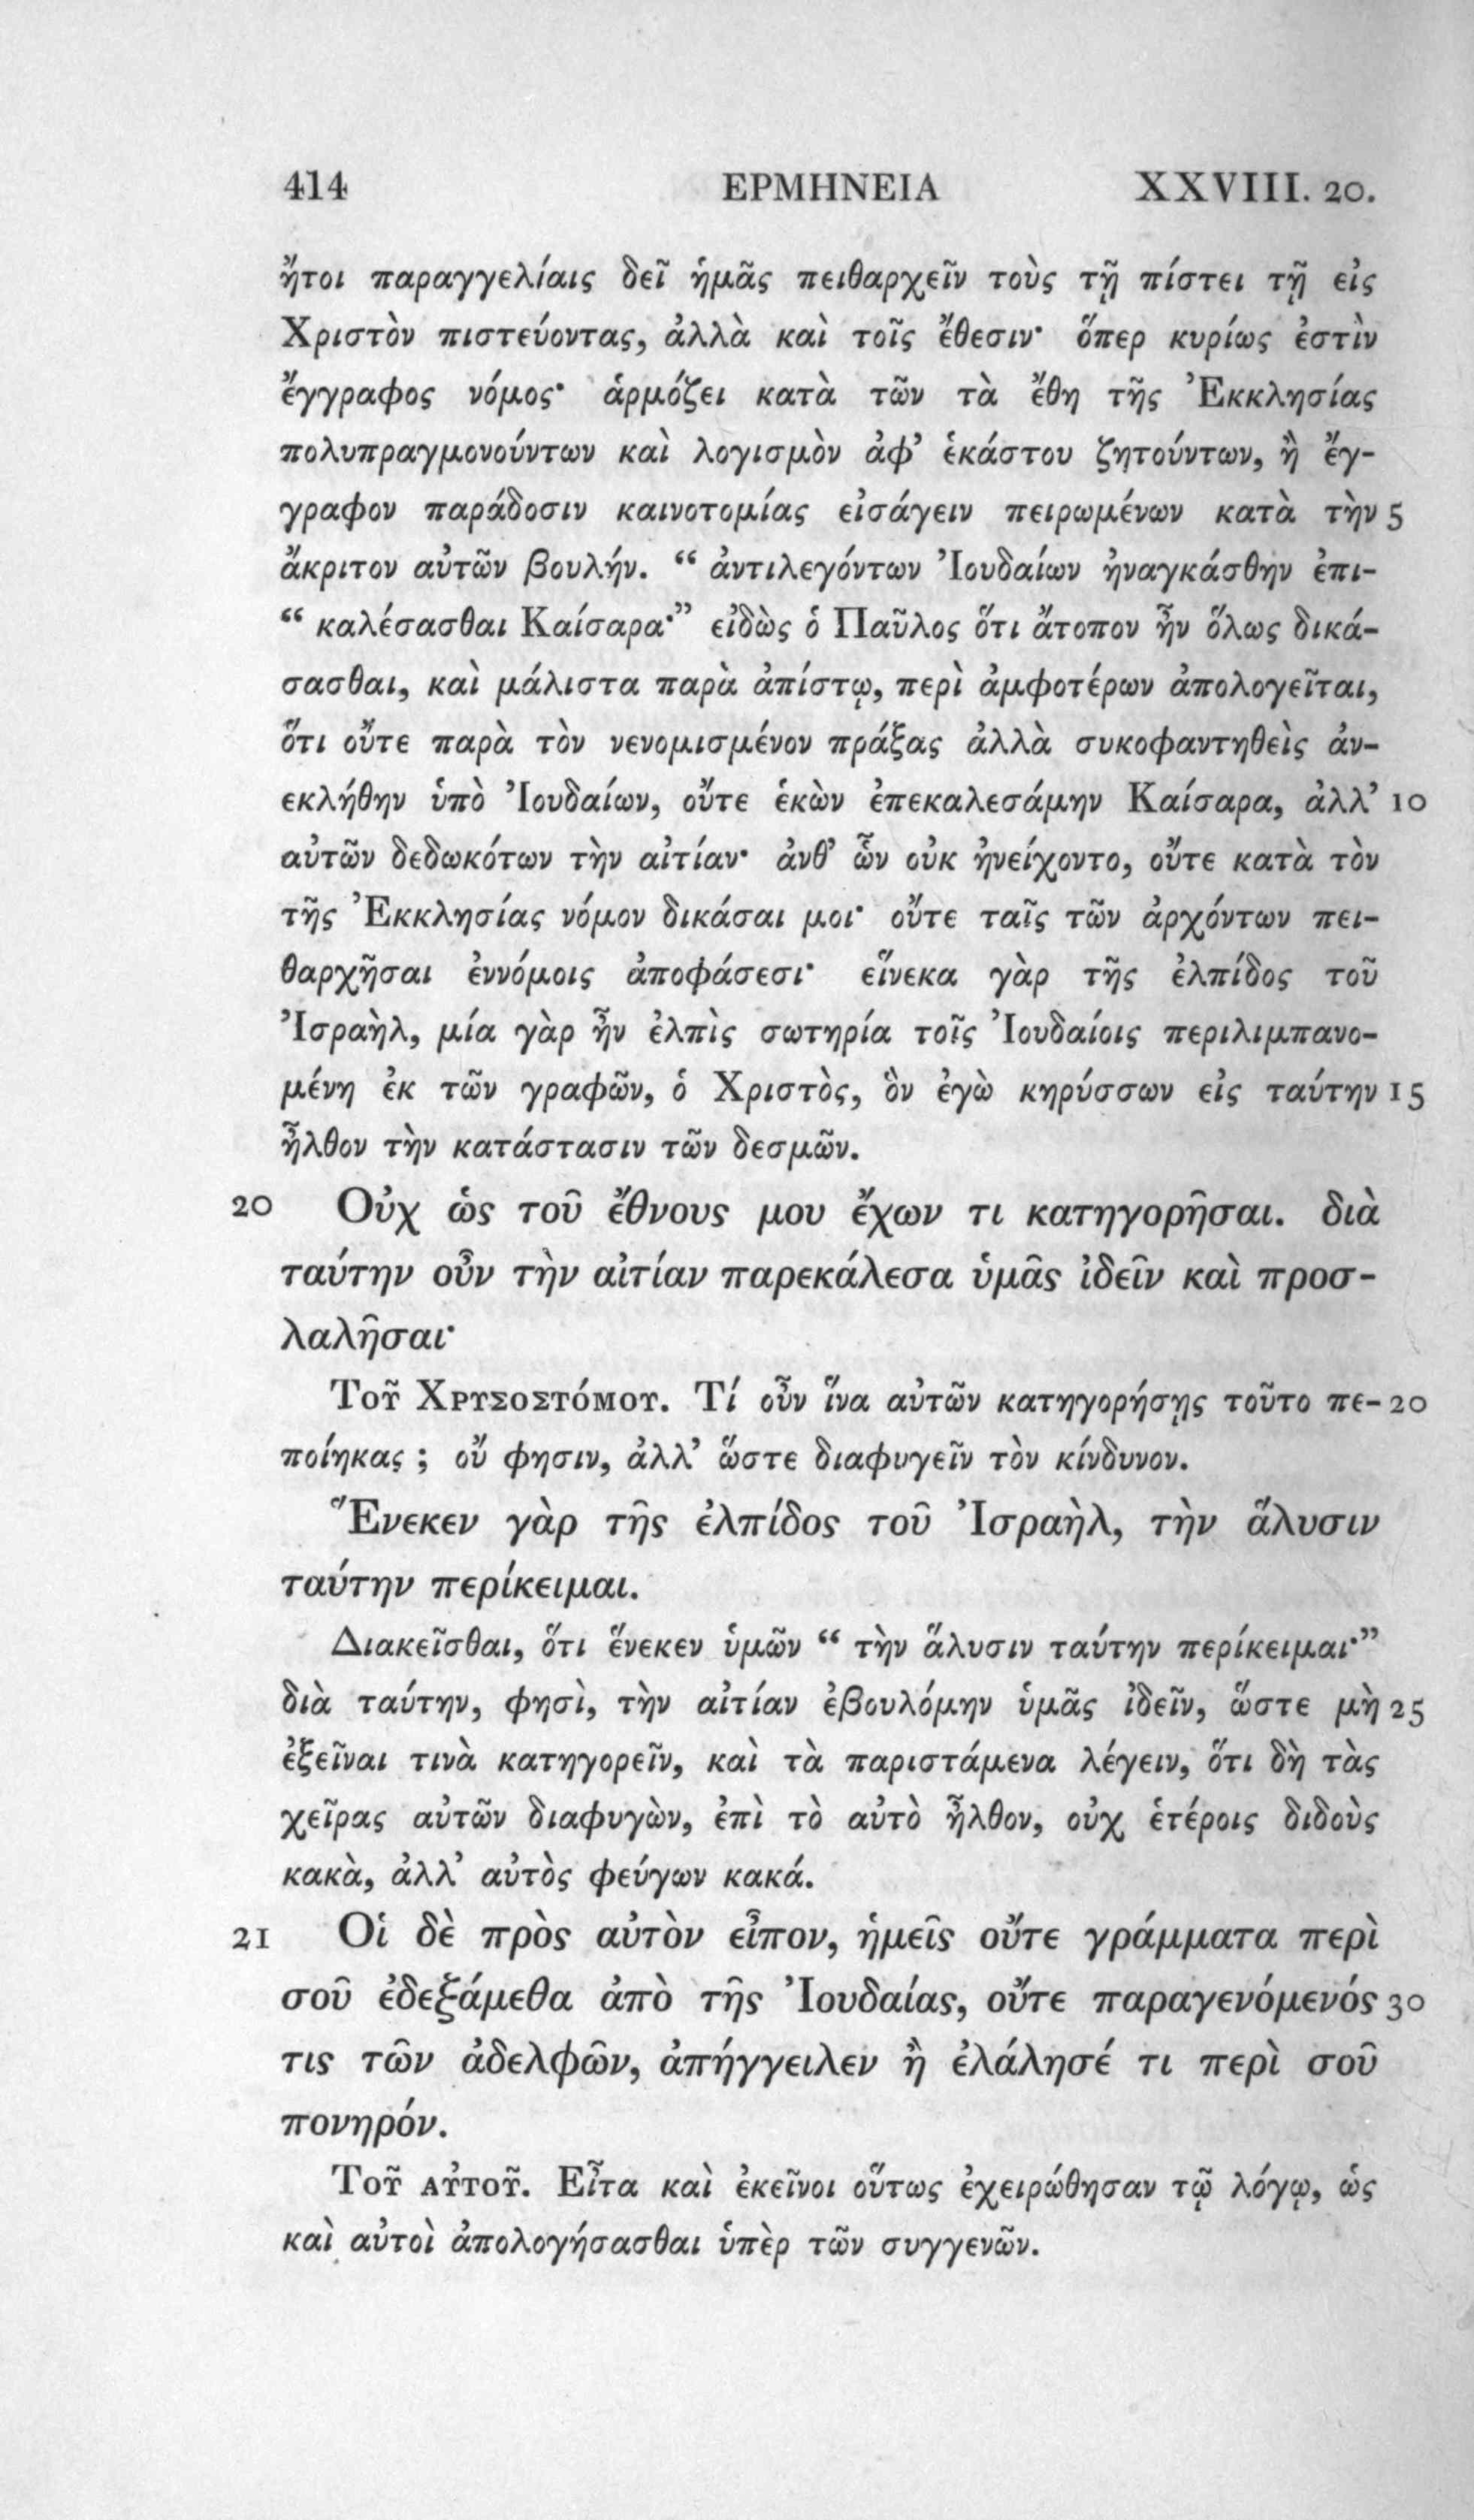 414 ΕΡΜΗΝΕΙΑ XXVIII. 20.
ἤτοι παραγγελίαις δεῖ ἡμᾶς πειθαρχεῖν τοὺς τῇ πίστει τῇ εἰς
Χριστὸν πιστεύοντας, ἀλλὰ καὶ τοῖς ἔθεσιν· ὅπερ κυρίως ἐστὶν
ἔγγραφος νόμος· ἁρμόζει κατὰ τῶν τὰ ἔθη τῆς Ἐκκλησίας
πολυπραγμονούντων καὶ λογισμὸν ἀφ’ ἑκάστου ζητούντων, ἢ ἔγ-
γραφον παράδοσιν καινοτομίας εἰσάγειν πειρωμένων κατὰ τὴν 5
ἄκριτον αὐτῶν βουλήν. “ ἀντιλεγόντων Ἰουδαίων ἠναγκάσθην ἐπι-
“ καλέσασθαι Καίσαρα·” εἰδὼς ὁ Παῦλος ὅτι ἄτοπον ἦν ὅλως δικά-
σασθαι, καὶ μάλιστα παρὰ ἀπίστῳ, περὶ ἀμφοτέρων ἀπολογεῖται,
ὅτι οὔτε παρὰ τὸν νενομισμένον πράξας ἀλλὰ συκοφαντηθεὶς ἀν-
εκλήθην ὑπὸ Ἰουδαίων, οὔτε ἑκὼν ἐπεκαλεσάμην Καίσαρα, ἀλλ’ 10
αὐτῶν δεδωκότων τὴν αἰτίαν· ἀνθ’ ὧν οὐκ ἠνείχοντο, οὔτε κατὰ τὸν
τῆς Ἐκκλησίας νόμον δικάσαι μοι· οὔτε ταῖς τῶν ἀρχόντων πει-
θαρχῆσαι ἐννόμοις ἀποφάσεσι· εἵνεκα γὰρ τῆς ἐλπίδος τοῦ
Ἰσραὴλ, μία γὰρ ἦν ἐλπὶς σωτηρία τοῖς Ἰουδαίοις περιλιμπανο-
μένη ἐκ τῶν γραφῶν, ὁ Χριστὸς, ὃν ἐγὼ κηρύσσων εἰς ταύτην 15
ἦλθον τὴν κατάστασιν τῶν δεσμῶν.
20 Οὐχ ὡς τοῦ ἔθνους μου ἔχων τι κατηγορῆσαι. διὰ
ταύτην οὖν τὴν αἰτίαν παρεκάλεσα ὑμᾶς ἰδεῖν καὶ προσ-
λαλῆσαι·
Τοῦ Χρυσοστόμου. Τί οὖν ἵνα αὐτῶν κατηγορήσῃς τοῦτο πε- 20
ποίηκας ; οὔ φησιν, ἀλλ’ ὥστε διαφυγεῖν τὸν κίνδυνον.
Ἕνεκεν γὰρ τῆς ἐλπίδος τοῦ Ἰσραὴλ, τὴν ἅλυσιν
ταύτην περίκειμαι.
Διακεῖσθαι, ὅτι ἕνεκεν ὑμῶν “ τὴν ἅλυσιν ταύτην περίκειμαι·”
διὰ ταύτην, φησὶ, τὴν αἰτίαν ἐβουλόμην ὑμᾶς ἰδεῖν, ὥστε μὴ 25
ἐξεῖναι τινὰ κατηγορεῖν, καὶ τὰ παριστάμενα λέγειν, ὅτι δὴ τὰς
χεῖρας αὐτῶν διαφυγὼν, ἐπὶ τὸ αὐτὸ ἦλθον, οὐχ ἑτέροις διδοὺς
κακὰ, ἀλλ’ αὐτὸς φεύγων κακά.
21 Οἱ δὲ πρὸς αὐτὸν εἶπον, ἡμεῖς οὔτε γράμματα περὶ
σοῦ ἐδεξάμεθα ἀπὸ τῆς Ἰουδαίας, οὔτε παραγενόμενός 30
τις τῶν ἀδελφῶν, ἀπήγγειλεν ἢ ἐλάλησέ τι περὶ σοῦ
πονηρόν.
Τοῦ αὐτοῦ. Εἶτα καὶ ἐκεῖνοι οὕτως ἐχειρώθησαν τῷ λόγῳ, ὡς
καὶ αὐτοὶ ἀπολογήσασθαι ὑπὲρ τῶν συγγενῶν.